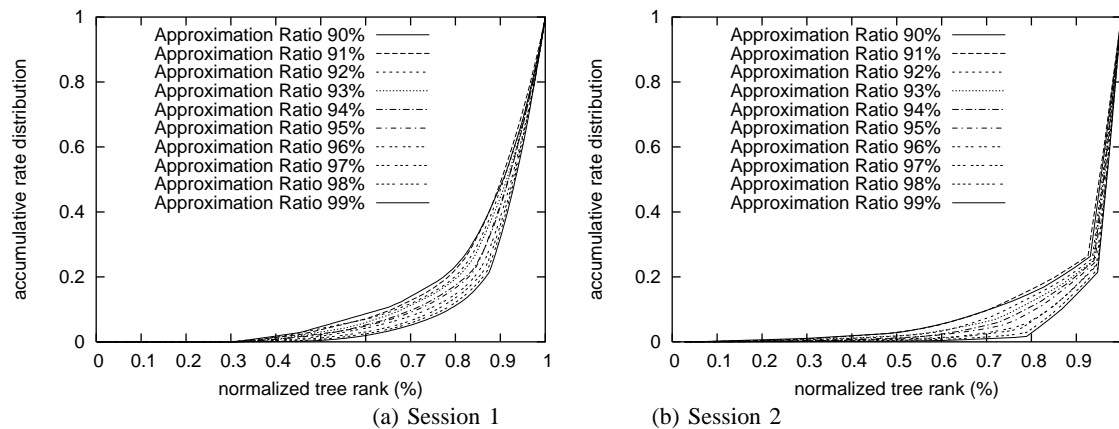 1
0.8
0.6
0.4
0.2
0
accumulative rate distribution
Approximation Ratio 90%
Approximation Ratio 91%
Approximation Ratio 92%
Approximation Ratio 93%
Approximation Ratio 94%
Approximation Ratio 95%
Approximation Ratio 96%
Approximation Ratio 97%
Approximation Ratio 98%
Approximation Ratio 99%
0 0.1 0.2 0.3 0.4 0.5 0.6 0.7 0.8 0.9 1
normalized tree rank (%)
(a) Session 1
1
0.8
0.6
0.4
0.2
0
accumulative rate distribution
Approximation Ratio 90%
Approximation Ratio 91%
Approximation Ratio 92%
Approximation Ratio 93%
Approximation Ratio 94%
Approximation Ratio 95%
Approximation Ratio 96%
Approximation Ratio 97%
Approximation Ratio 98%
Approximation Ratio 99%
0 0.1 0.2 0.3 0.4 0.5 0.6 0.7 0.8 0.9
normalized tree rank (%)
(b) Session 2